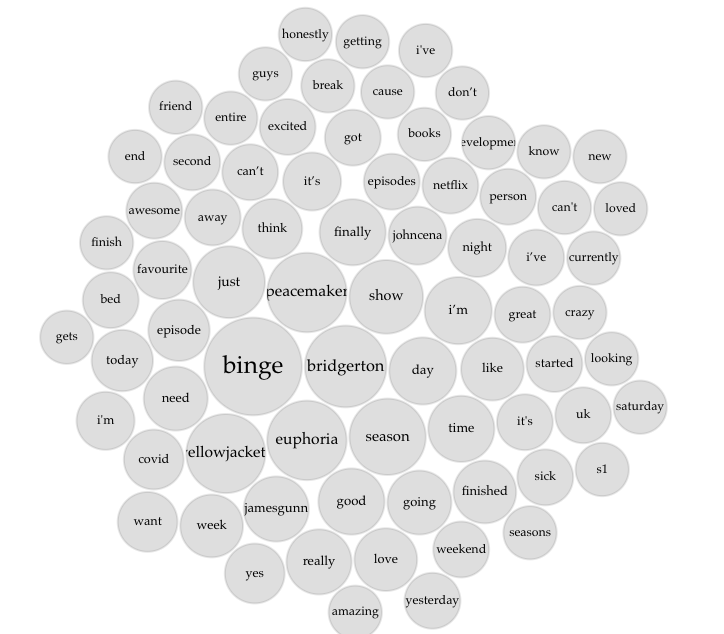 honestly
getting
i've
guys
break
cause
don’t
friend
entire
excited
got
books
evelopmen
know
new
end
second
can’t
it’s
episodes
netflix
person
can't
loved
awesome
away
think
finally
johncena
night
i’ve
currently
finish
favourite
just
peacemaker
show
i’m
great
crazy
bed
gets
today
episode
binge
bridgerton
day
like
started
looking
i'm
need
euphoria
season
time
it's
uk
saturday
covid
ellowjacket
finished
sick
s1
want
week
jamesgunn
good
going
seasons
yes
really
love
weekend
amazing
yesterday